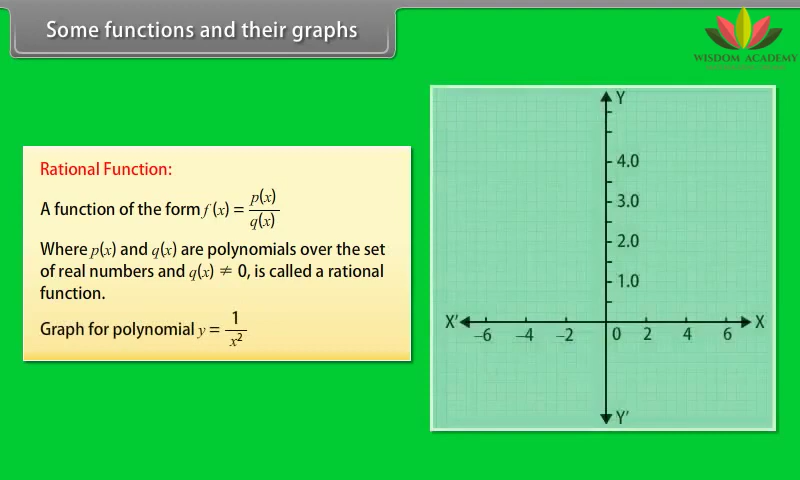 Some functions and their graphs
WISDOM ACADEMY
Rational Function:
A function of the form f (x) = p(x)/q(x)
Where p(x) and q(x) are polynomials over the set
of real numbers and q(x) ≠ 0, is called a rational
function.
Graph for polynomial y = 1/x²
Y
4.0
3.0
2.0
1.0
X' X
−6 −4 −2 0 2 4 6
Y'